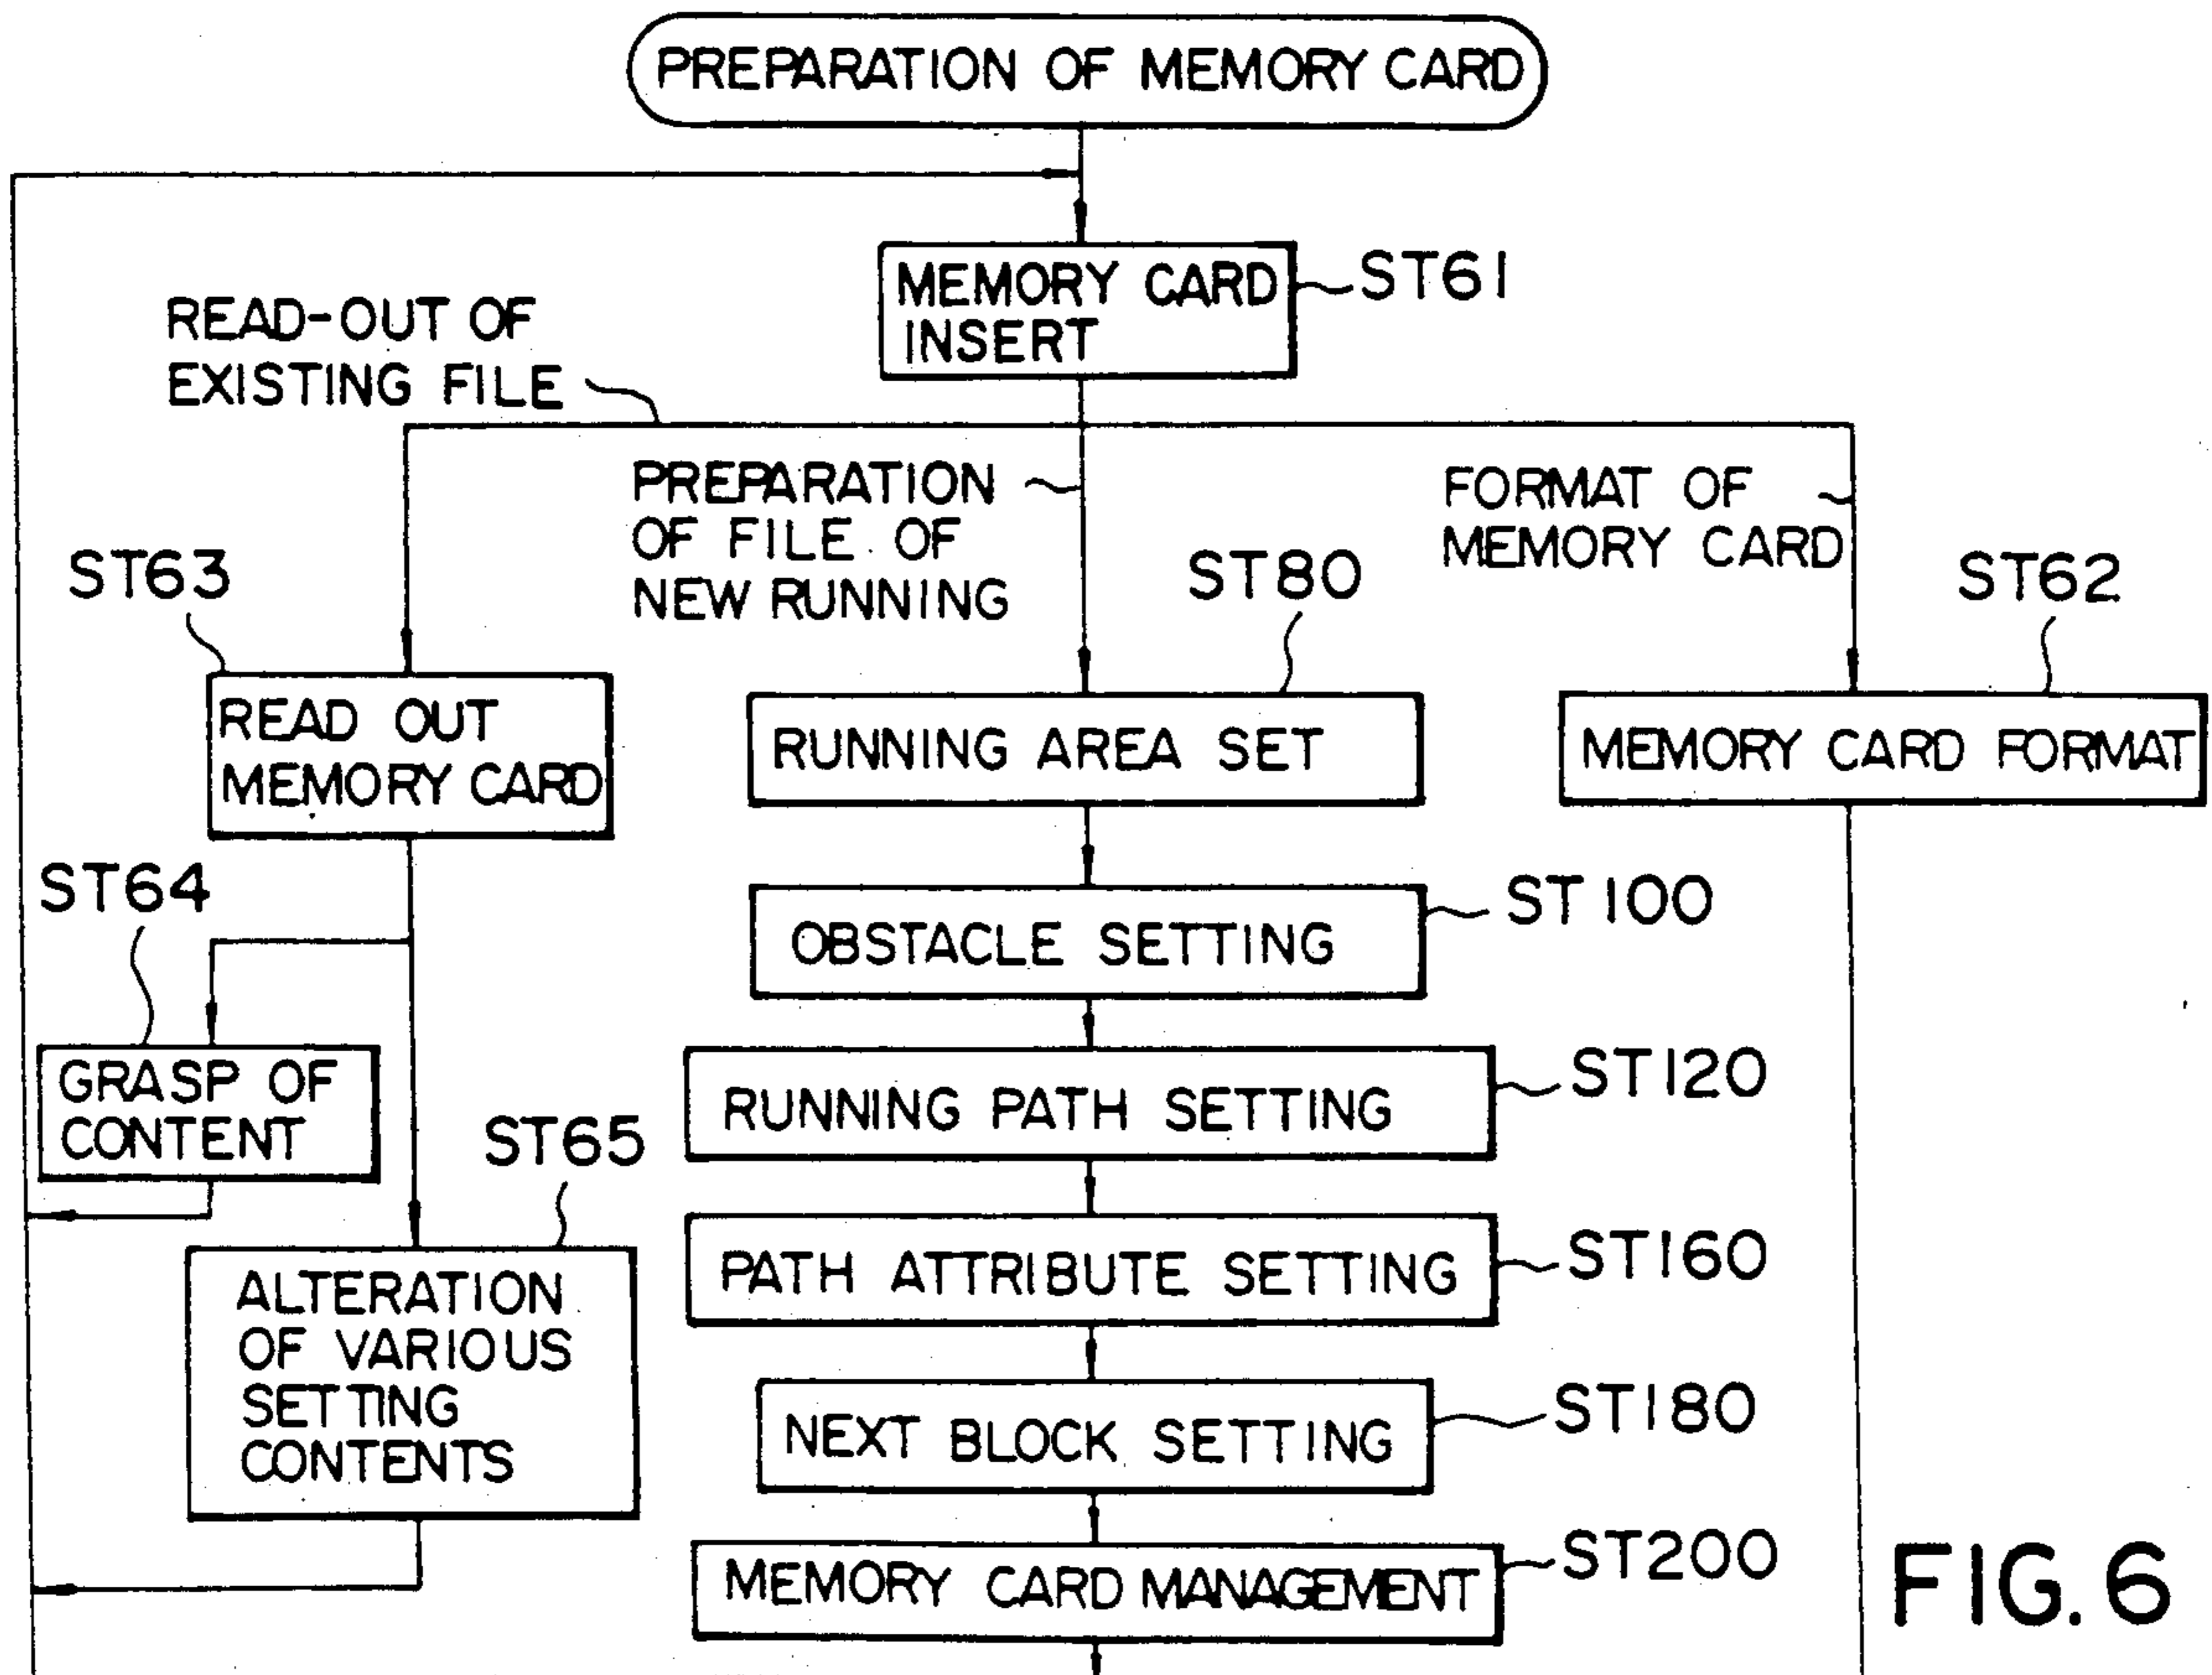 PREPARATION OF MEMORY CARD
MEMORY CARD
INSERT
ST61
READ-OUT OF
EXISTING FILE
PREPARATION
OF FILE OF
NEW RUNNING
FORMAT OF
MEMORY CARD
ST63
READ OUT
MEMORY CARD
ST80
RUNNING AREA SET
ST62
MEMORY CARD FORMAT
ST64
GRASP OF
CONTENT
ST65
ALTERATION
OF VARIOUS
SETTING
CONTENTS
OBSTACLE SETTING
ST100
RUNNING PATH SETTING
ST120
PATH ATTRIBUTE SETTING
ST160
NEXT BLOCK SETTING
ST180
MEMORY CARD MANAGEMENT
ST200
FIG. 6